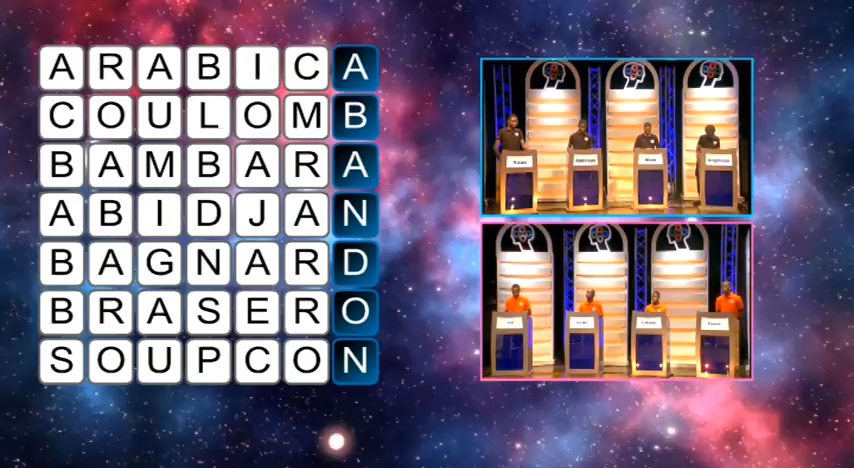 ARABICA
COULOMB
BAMBARA
ABIDJAN
BAGNARD
BRASERO
SOUPCON